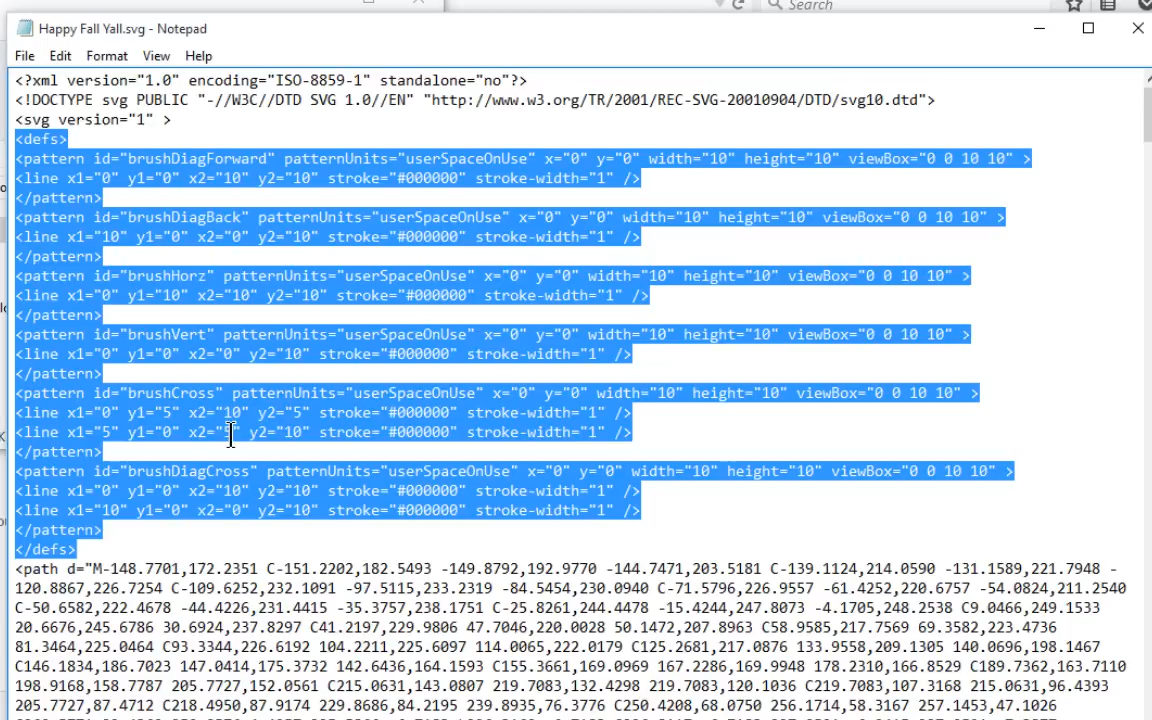 Search
Happy Fall Yall.svg - Notepad
File Edit Format View Help
<?xml version="1.0" encoding="ISO-8859-1" standalone="no"?>
<!DOCTYPE svg PUBLIC "-//W3C//DTD SVG 1.0//EN" "http://www.w3.org/TR/2001/REC-SVG-20010904/DTD/svg10.dtd">
<svg version="1" >
<defs>
<pattern id="brushDiagForward" patternUnits="userSpaceOnUse" x="0" y="0" width="10" height="10" viewBox="0 0 10 10" >
<line x1="0" y1="0" x2="10" y2="10" stroke="#000000" stroke-width="1" />
</pattern>
<pattern id="brushDiagBack" patternUnits="userSpaceOnUse" x="0" y="0" width="10" height="10" viewBox="0 0 10 10" >
<line x1="10" y1="0" x2="0" y2="10" stroke="#000000" stroke-width="1" />
</pattern>
<pattern id="brushHorz" patternUnits="userSpaceOnUse" x="0" y="0" width="10" height="10" viewBox="0 0 10 10" >
<line x1="0" y1="10" x2="10" y2="10" stroke="#000000" stroke-width="1" />
</pattern>
<pattern id="brushVert" patternUnits="userSpaceOnUse" x="0" y="0" width="10" height="10" viewBox="0 0 10 10" >
<line x1="0" y1="0" x2="0" y2="10" stroke="#000000" stroke-width="1" />
</pattern>
<pattern id="brushCross" patternUnits="userSpaceOnUse" x="0" y="0" width="10" height="10" viewBox="0 0 10 10" >
<line x1="0" y1="5" x2="10" y2="5" stroke="#000000" stroke-width="1" />
<line x1="5" y1="0" x2="5" y2="10" stroke="#000000" stroke-width="1" />
</pattern>
<pattern id="brushDiagCross" patternUnits="userSpaceOnUse" x="0" y="0" width="10" height="10" viewBox="0 0 10 10" >
<line x1="0" y1="0" x2="10" y2="10" stroke="#000000" stroke-width="1" />
<line x1="10" y1="0" x2="0" y2="10" stroke="#000000" stroke-width="1" />
</pattern>
</defs>
<path d="M-148.7701,172.2351 C-151.2202,182.5493 -149.8792,192.9770 -144.7471,203.5181 C-139.1124,214.0590 -131.1589,221.7948 -
120.8867,226.7254 C-109.6252,232.1091 -97.5115,233.2319 -84.5454,230.0940 C-71.5796,226.9557 -61.4252,220.6757 -54.0824,211.2540
C-50.6582,222.4678 -44.4226,231.4415 -35.3757,238.1751 C-25.8261,244.4478 -15.4244,247.8073 -4.1705,248.2538 C9.0466,249.1533
20.6676,245.6786 30.6924,237.8297 C41.2197,229.9806 47.7046,220.0028 50.1472,207.8963 C58.9585,217.7569 69.3582,223.4736
81.3464,225.0464 C93.3344,226.6192 104.2211,225.6097 114.0065,222.0179 C125.2681,217.0876 133.9558,209.1305 140.0696,198.1467
C146.1834,186.7023 147.0414,175.3732 142.6436,164.1593 C155.3661,169.0969 167.2286,169.9948 178.2310,166.8529 C189.7362,163.7110
198.9168,158.7787 205.7727,152.0561 C215.0631,143.0807 219.7083,132.4298 219.7083,120.1036 C219.7083,107.3168 215.0631,96.4393
205.7727,87.4712 C218.4950,87.9174 229.8686,84.2195 239.8935,76.3776 C250.4208,68.0750 256.1714,58.3167 257.1453,47.1026